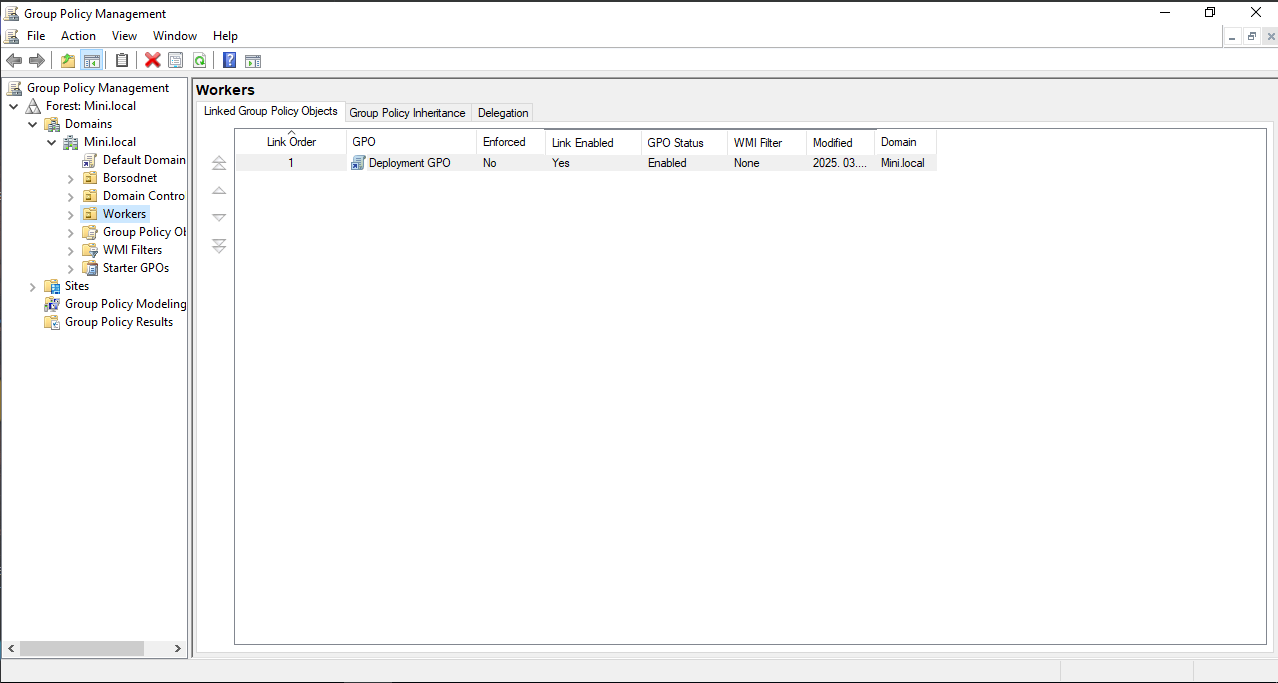 Group Policy Management
File Action View Window Help
Group Policy Management
Forest: Mini.local
Domains
Mini.local
Default Domain
Borsodnet
Domain Contro
Workers
Group Policy Ob
WMI Filters
Starter GPOs
Sites
Group Policy Modeling
Group Policy Results
Workers
Linked Group Policy Objects Group Policy Inheritance Delegation
Link Order GPO Enforced Link Enabled GPO Status WMI Filter Modified Domain
1 Deployment GPO No Yes Enabled None 2025. 03.... Mini.local